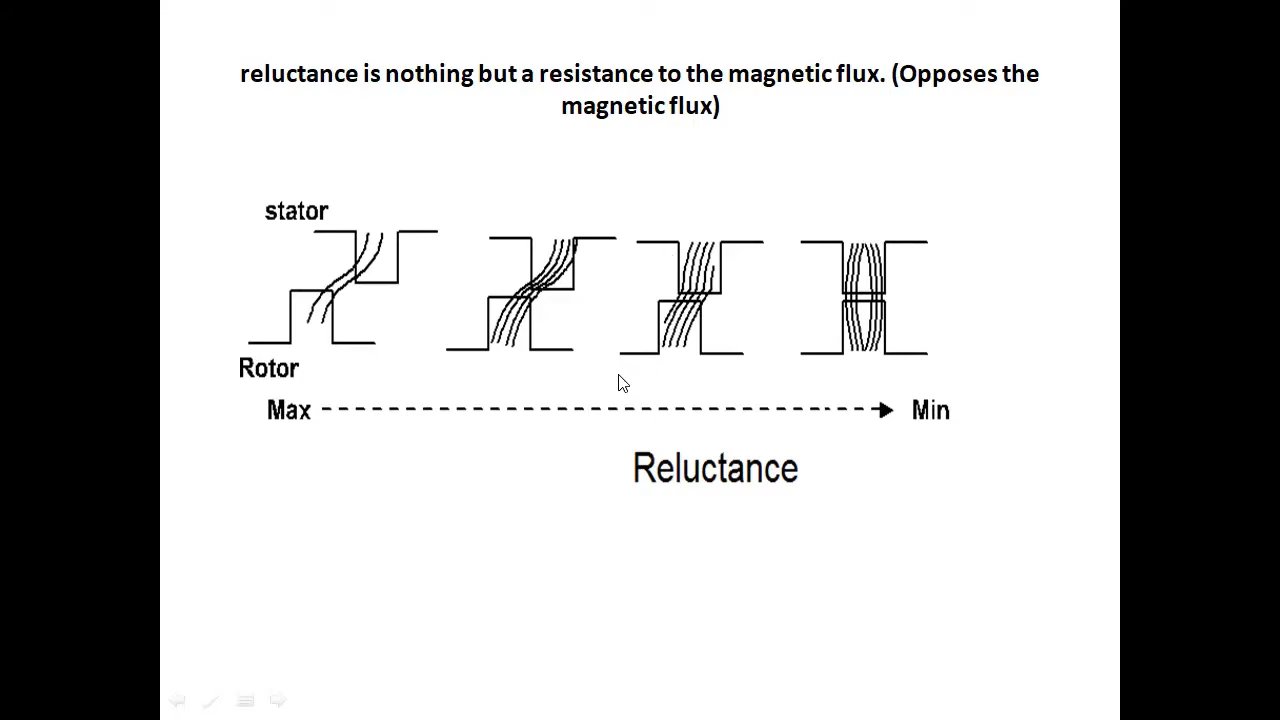 reluctance is nothing but a resistance to the magnetic flux. (Opposes the
magnetic flux)
stator
Rotor
Max
Min
Reluctance